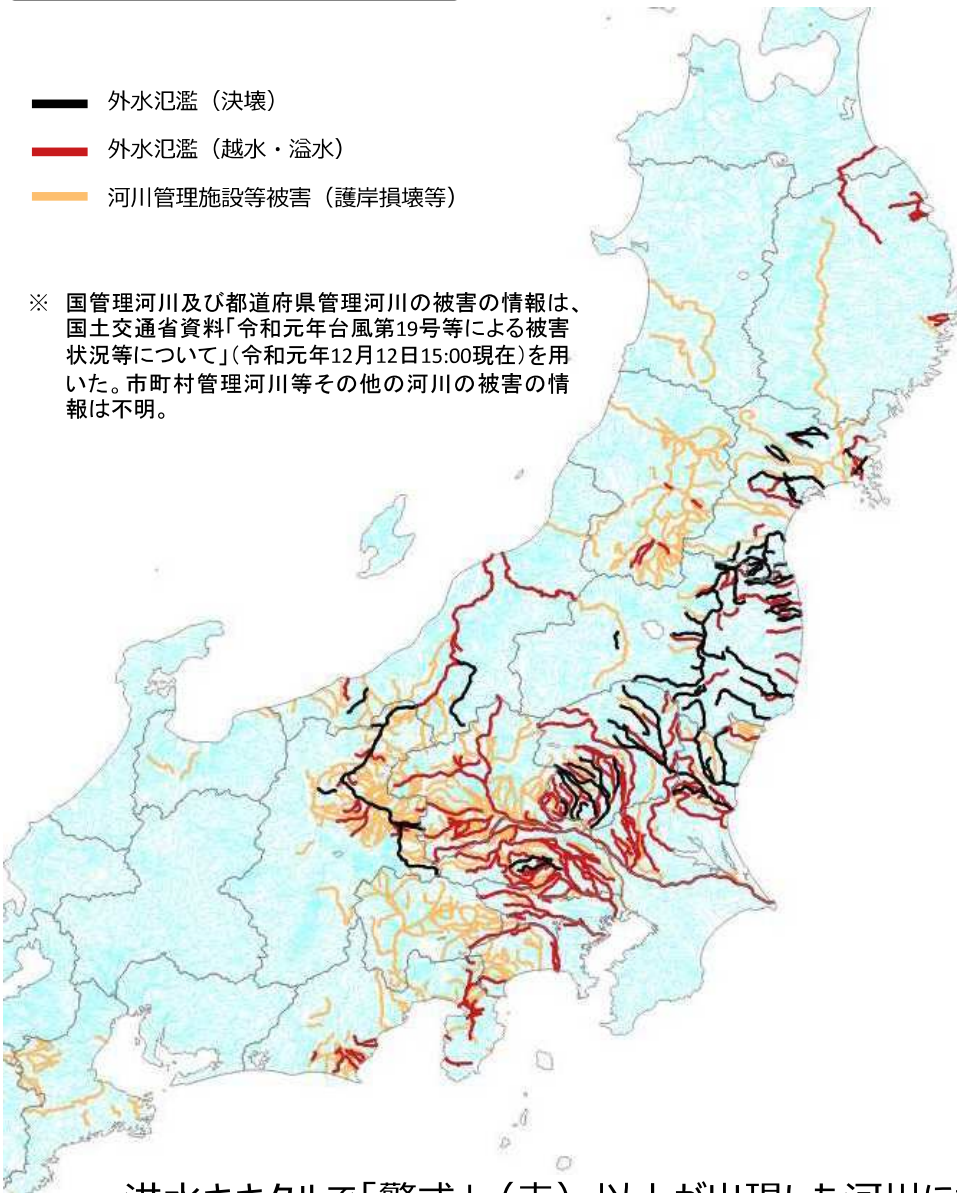 外水氾濫（決壊）
外水氾濫（越水・溢水）
河川管理施設等被害（護岸損壊等）
※ 国管理河川及び都道府県管理河川の被害の情報は、
国土交通省資料「令和元年台風第19号等による被害
状況等について」（令和元年12月12日15:00現在）を用
いた。市町村管理河川等その他の河川の被害の情
報は不明。